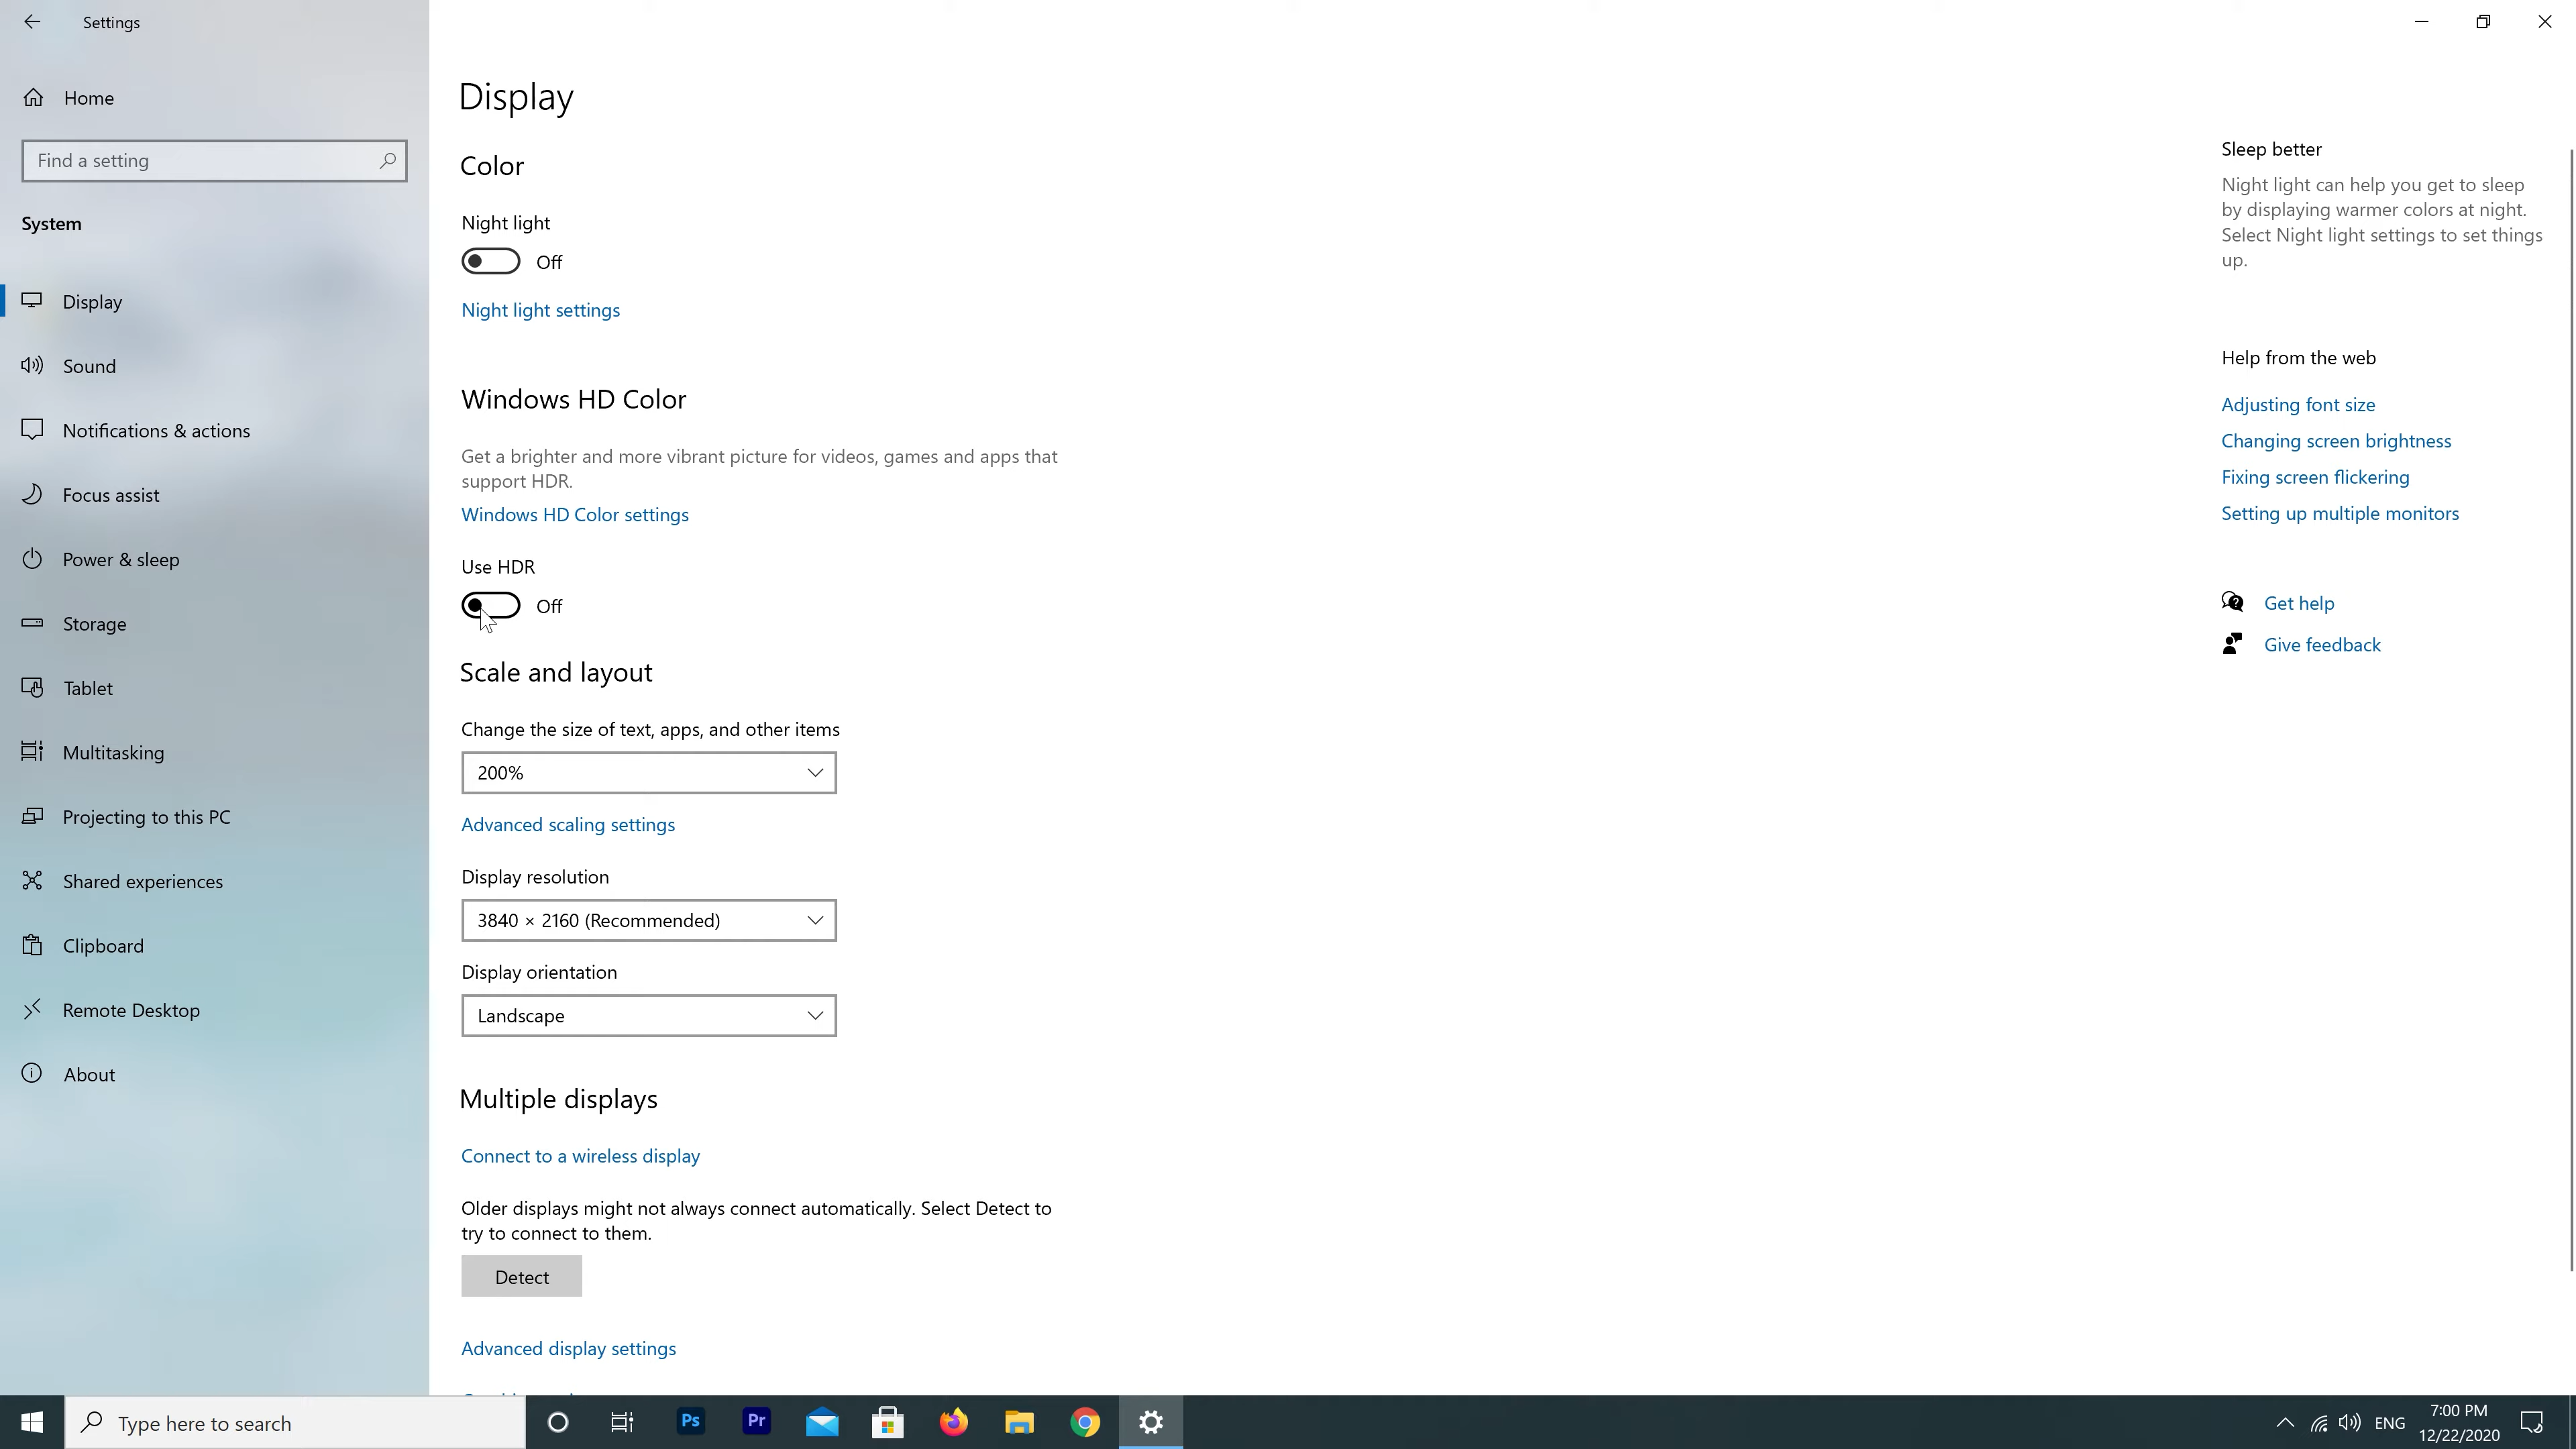 Settings
Home
Find a setting
System
Display
Sound
Notifications & actions
Focus assist
Power & sleep
Storage
Tablet
Multitasking
Projecting to this PC
Shared experiences
Clipboard
Remote Desktop
About
Display
Color
Night light
Off
Night light settings
Windows HD Color
Get a brighter and more vibrant picture for videos, games and apps that
support HDR.
Windows HD Color settings
Use HDR
Off
Scale and layout
Change the size of text, apps, and other items
200%
Advanced scaling settings
Display resolution
3840 × 2160 (Recommended)
Display orientation
Landscape
Multiple displays
Connect to a wireless display
Older displays might not always connect automatically. Select Detect to
try to connect to them.
Detect
Advanced display settings
Sleep better
Night light can help you get to sleep
by displaying warmer colors at night.
Select Night light settings to set things
up.
Help from the web
Adjusting font size
Changing screen brightness
Fixing screen flickering
Setting up multiple monitors
Get help
Give feedback
Type here to search
Ps
Pr
ENG
7:00 PM
12/22/2020